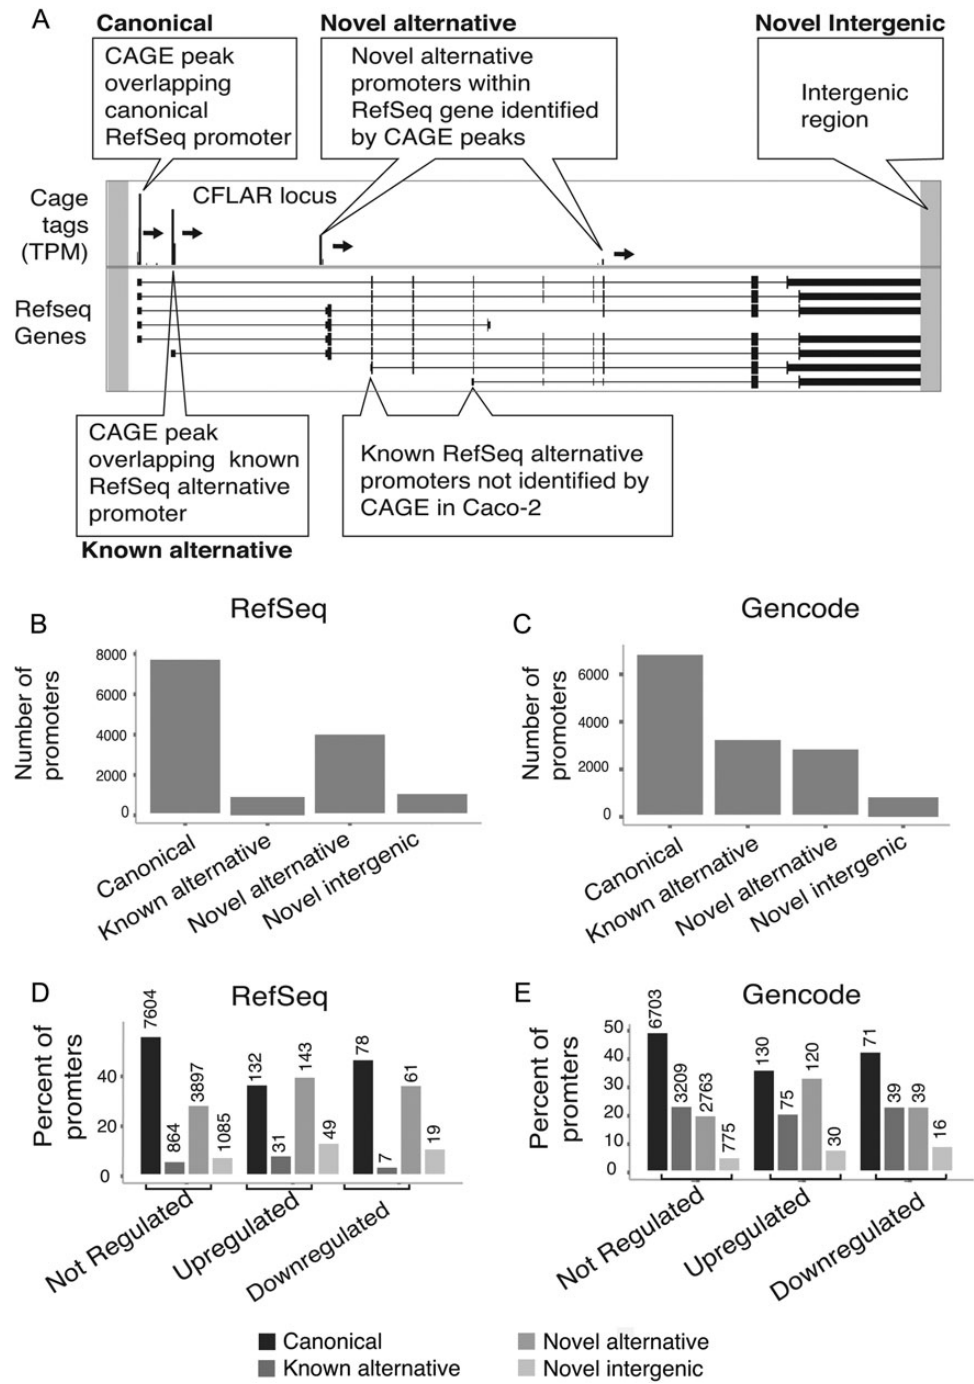 A
Canonical
Novel alternative
Novel Intergenic
CAGE peak
overlapping
canonical
RefSeq promoter
Novel alternative
promoters within
RefSeq gene identified
by CAGE peaks
Intergenic
region
Cage
tags
(TPM)
CFLAR locus
Refseq
Genes
CAGE peak
overlapping known
RefSeq alternative
promoter
Known alternative
Known RefSeq alternative
promoters not identified by
CAGE in Caco-2
B
RefSeq
Number of
promoters
8000
6000
4000
2000
0
Canonical
Known alternative
Novel alternative
Novel intergenic
C
Gencode
Number of
promoters
6000
4000
2000
0
Canonical
Known alternative
Novel alternative
Novel intergenic
D
RefSeq
Percent of
promters
40
20
0
7604
864
3897
1085
132
31
143
49
78
7
61
19
Not Regulated
Upregulated
Downregulated
E
Gencode
Percent of
promters
50
40
30
20
10
0
6703
3209
2763
775
130
75
120
30
71
39
39
16
Not Regulated
Upregulated
Downregulated
Canonical
Known alternative
Novel alternative
Novel intergenic